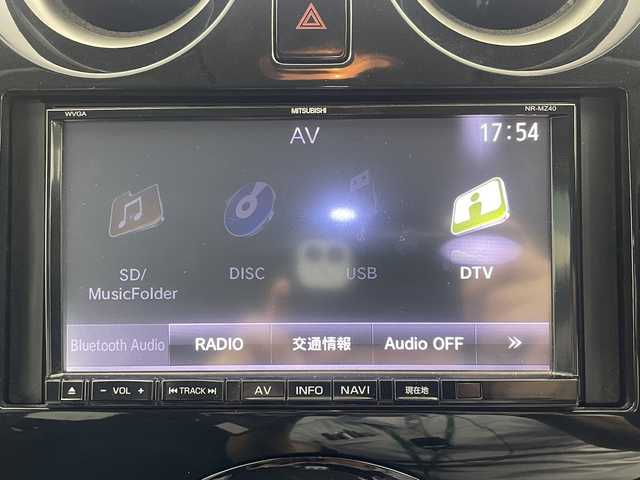 WVGA MITSUBISHI NR-MZ40
AV 17:54
SD/
MusicFolder DISC USB DTV
Bluetooth Audio RADIO 交通情報 Audio OFF
− VOL + TRACK AV INFO NAVI 現在地